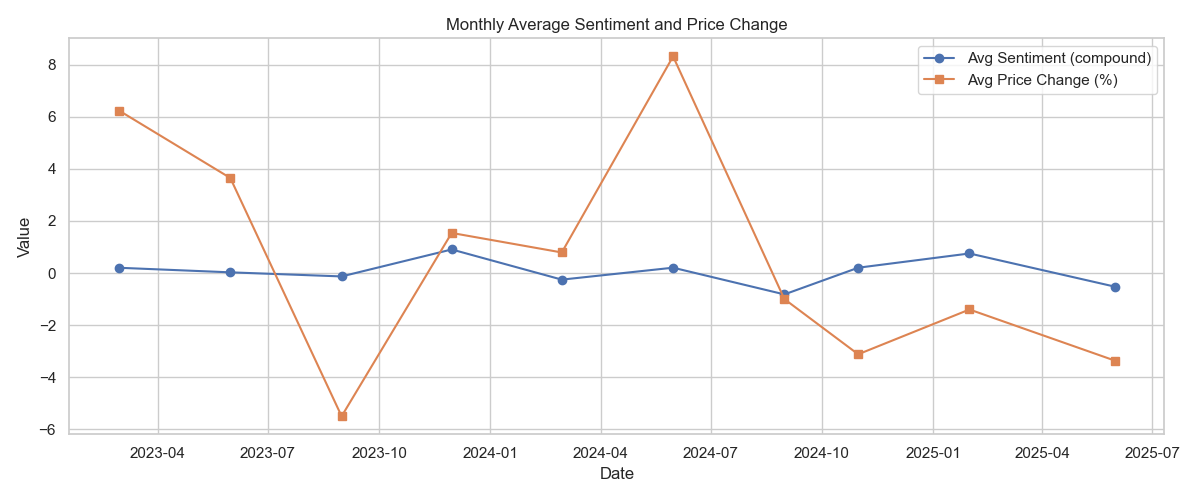 Monthly Average Sentiment and Price Change
Avg Sentiment (compound)
Avg Price Change (%)
8
6
4
2
0
−2
−4
−6
Value
2023-04 2023-07 2023-10 2024-01 2024-04 2024-07 2024-10 2025-01 2025-04 2025-07
Date